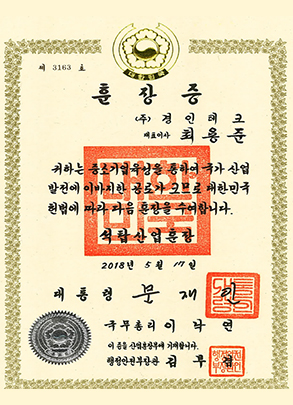 대한민국
제 3163 호
훈장증
(주)경인테크
대표이사 최홍준
귀하는 중소기업육성을 통하여 국가 산업
발전에 이바지한 공로가 크므로 대한민국
헌법에 따라 다음 훈장을 수여합니다.
석탑산업훈장
2018년 5월 17일
대통령 문재인
국무총리 이낙연
이 증을 산업훈장부에 기재합니다.
행정안전부장관 김부겸